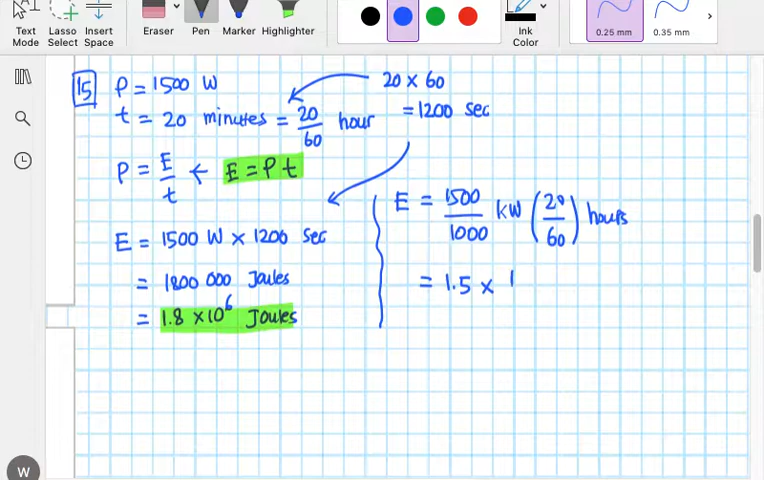 Text Mode
Lasso Select
Insert Space
Eraser
Pen
Marker
Highlighter
Ink Color
0.25 mm
0.35 mm
15 P = 1500 W
20 × 60
= 1200 sec
t = 20 minutes = 20/60 hour
P = E/t ← E = P t
E = 1500 W × 1200 sec
= 1800 000 Joules
= 1.8 × 10^6 Joules
E = 1500/1000 kW (20/60) hours
= 1.5 × 1
W